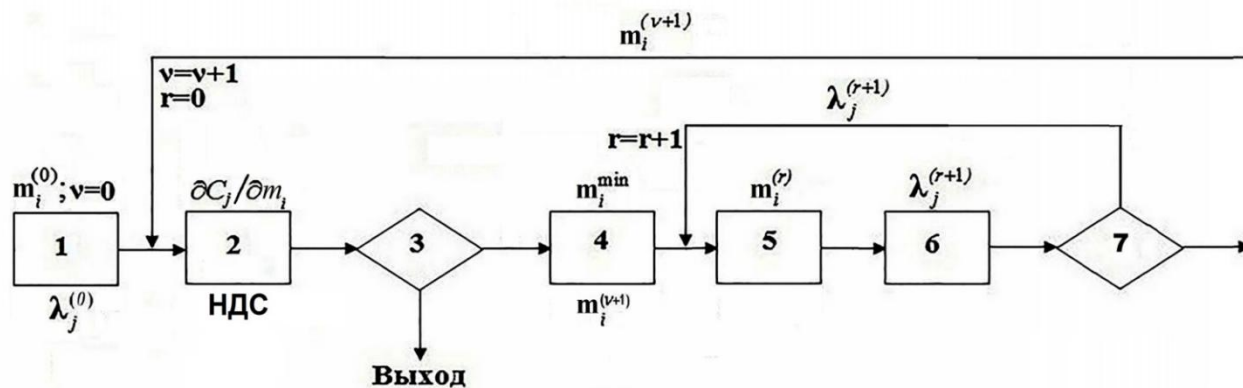 m_i^(ν+1)
ν=ν+1
r=0
λ_j^(r+1)
r=r+1
m_i^(0); ν=0
∂C_j/∂m_i
m_i^min
m_i^(r)
λ_j^(r+1)
1
2
3
4
5
6
7
λ_j^(0)
НДС
m_i^(ν+1)
Выход